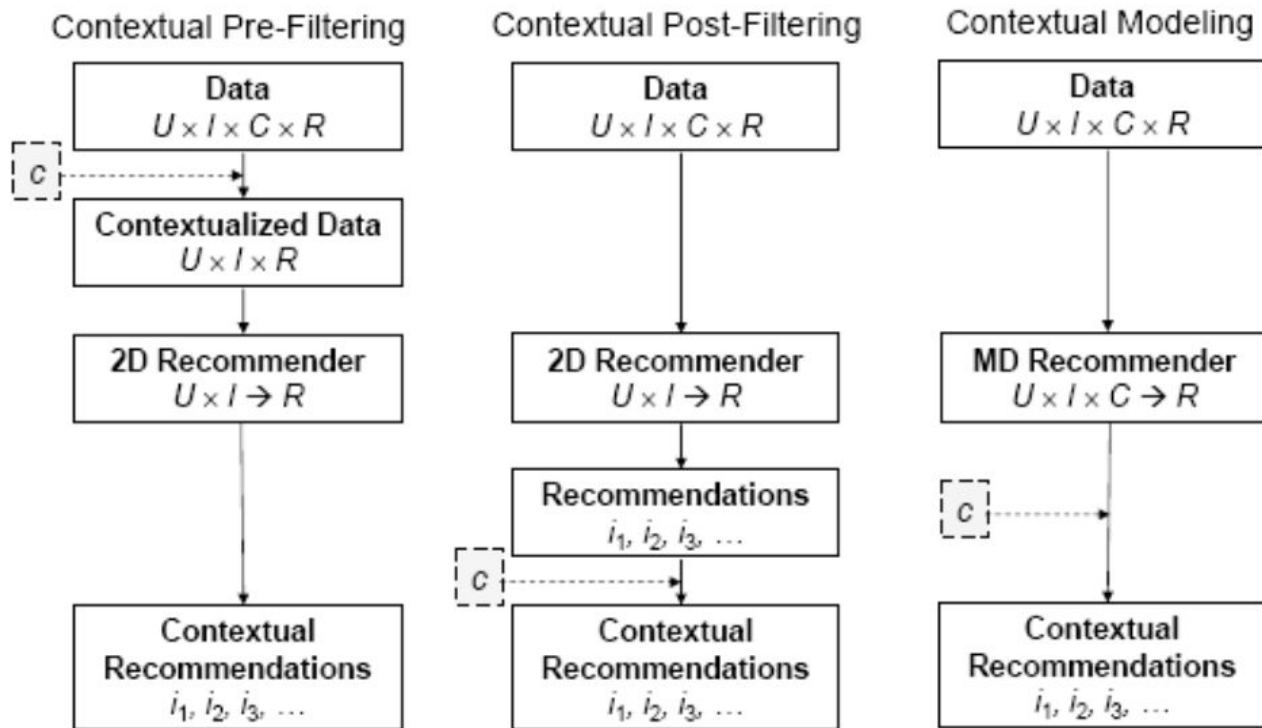 Contextual Pre-Filtering
Data
U × I × C × R
c
Contextualized Data
U × I × R
2D Recommender
U × I → R
Contextual
Recommendations
i₁, i₂, i₃, …
Contextual Post-Filtering
Data
U × I × C × R
2D Recommender
U × I → R
Recommendations
i₁, i₂, i₃, …
c
Contextual
Recommendations
i₁, i₂, i₃, …
Contextual Modeling
Data
U × I × C × R
MD Recommender
U × I × C → R
c
Contextual
Recommendations
i₁, i₂, i₃, …